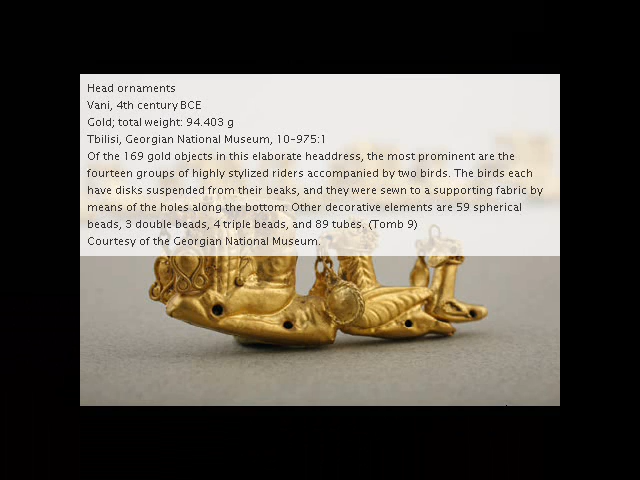 Head ornaments
Vani, 4th century BCE
Gold; total weight: 94.403 g
Tbilisi, Georgian National Museum, 10-975:1
Of the 169 gold objects in this elaborate headdress, the most prominent are the
fourteen groups of highly stylized riders accompanied by two birds. The birds each
have disks suspended from their beaks, and they were sewn to a supporting fabric by
means of the holes along the bottom. Other decorative elements are 59 spherical
beads, 3 double beads, 4 triple beads, and 89 tubes. (Tomb 9)
Courtesy of the Georgian National Museum.